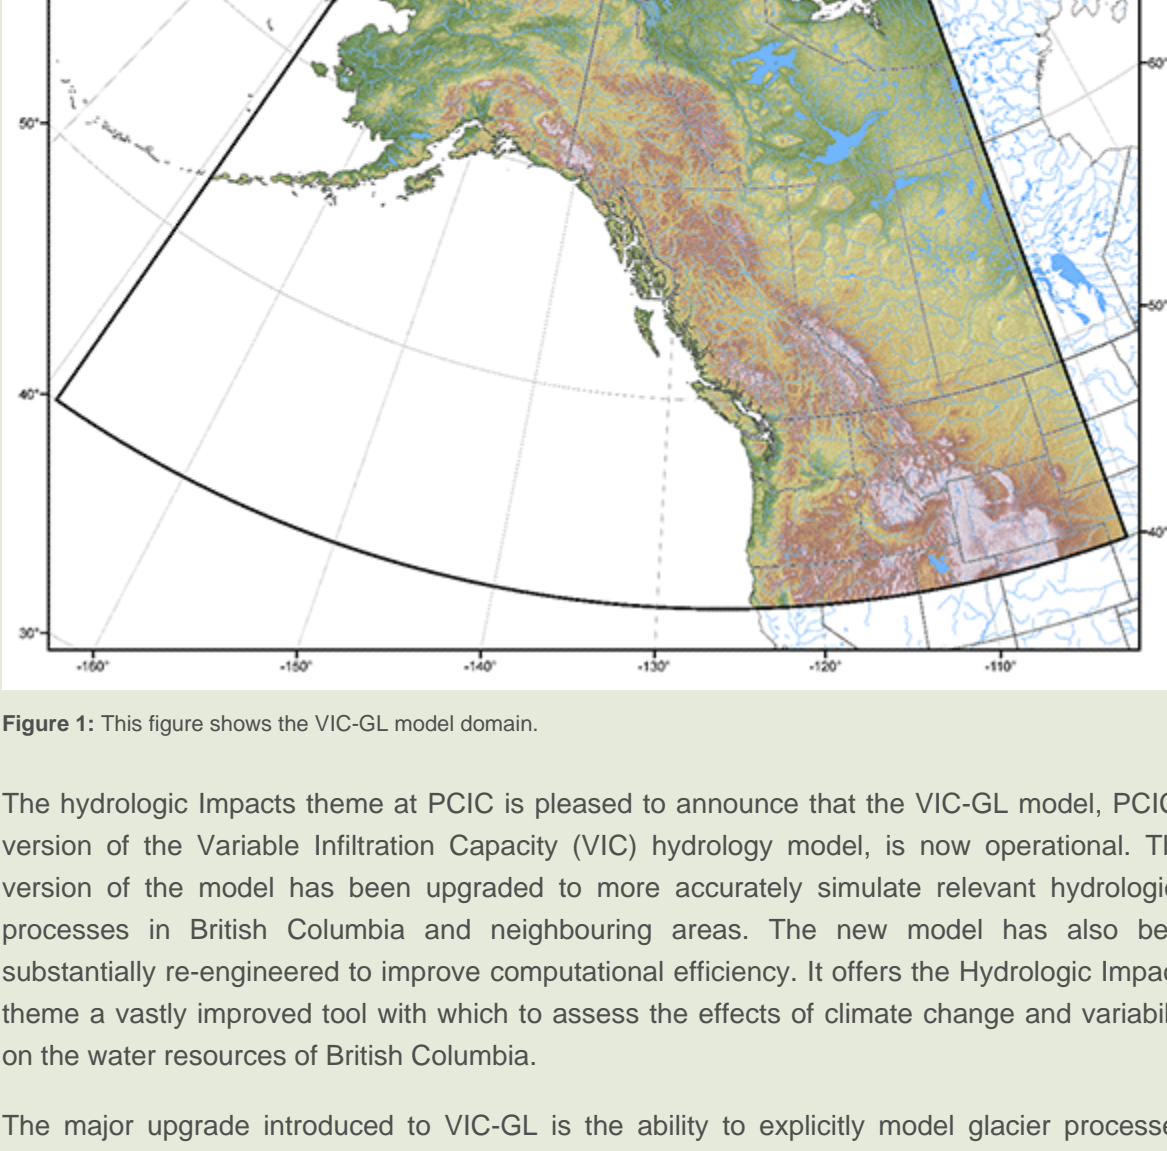 60°
50°
50°
40°
40°
30°
-160°
-150°
-140°
-130°
-120°
-110°
Figure 1: This figure shows the VIC-GL model domain.
The hydrologic Impacts theme at PCIC is pleased to announce that the VIC-GL model, PCIC
version of the Variable Infiltration Capacity (VIC) hydrology model, is now operational. Th
version of the model has been upgraded to more accurately simulate relevant hydrologic
processes in British Columbia and neighbouring areas. The new model has also be
substantially re-engineered to improve computational efficiency. It offers the Hydrologic Impac
theme a vastly improved tool with which to assess the effects of climate change and variabil
on the water resources of British Columbia.
The major upgrade introduced to VIC-GL is the ability to explicitly model glacier processe